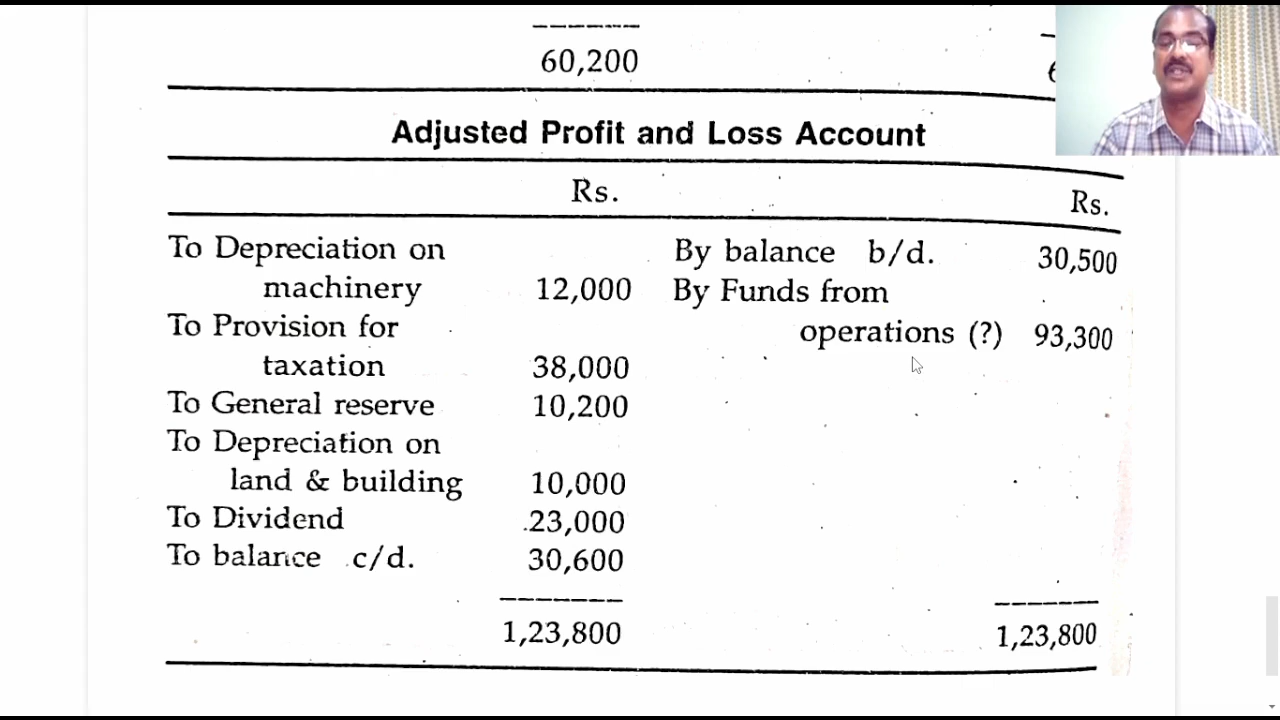 60,200
Adjusted Profit and Loss Account
Rs. Rs.
To Depreciation on By balance b/d. 30,500
machinery 12,000 By Funds from
To Provision for operations (?) 93,300
taxation 38,000
To General reserve 10,200
To Depreciation on
land & building 10,000
To Dividend 23,000
To balance c/d. 30,600
1,23,800 1,23,800